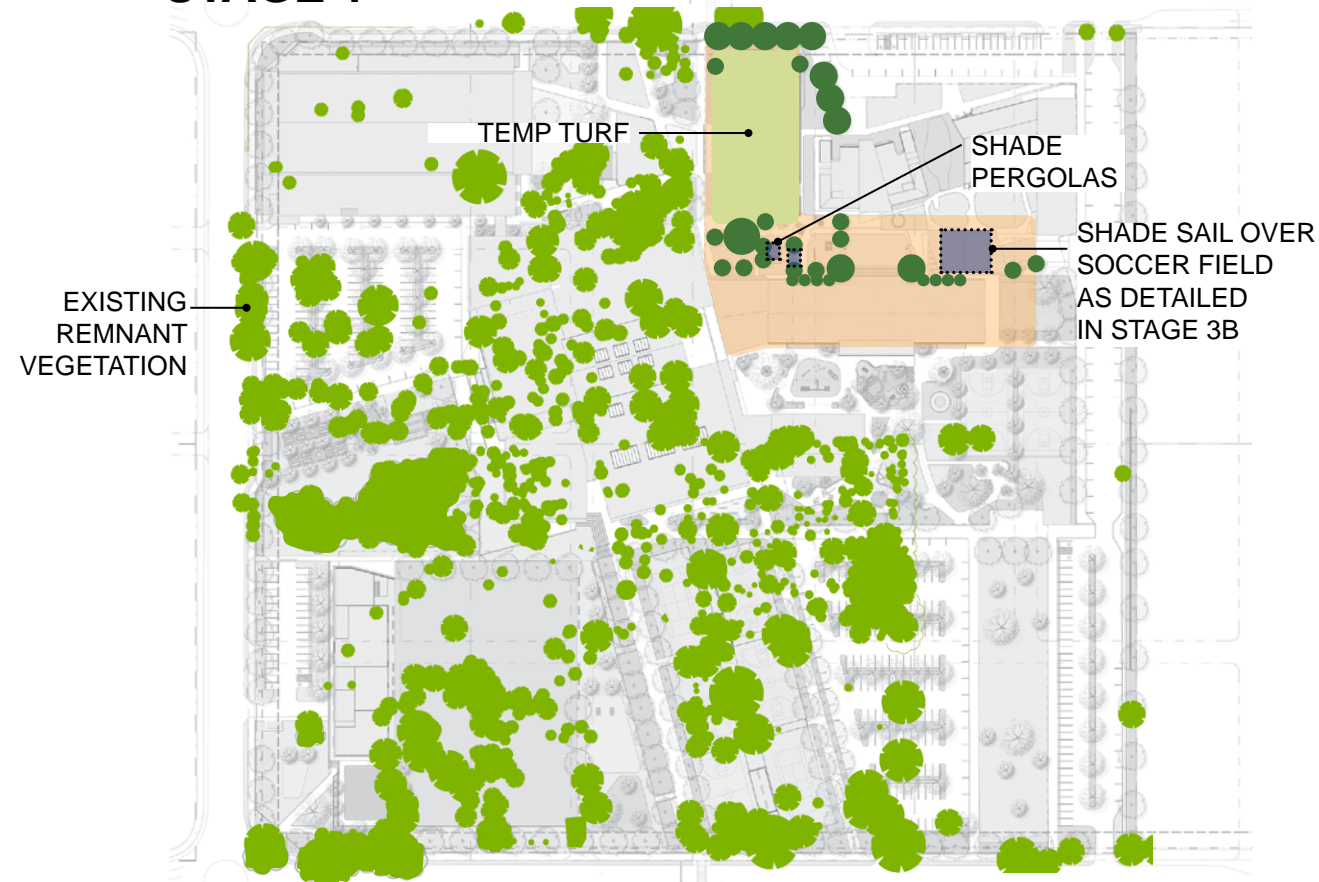 TEMP TURF
SHADE
PERGOLAS
SHADE SAIL OVER
SOCCER FIELD
AS DETAILED
IN STAGE 3B
EXISTING
REMNANT
VEGETATION